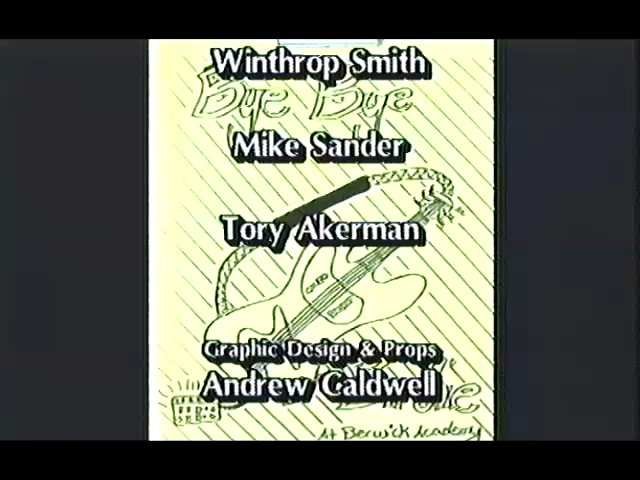 Winthrop Smith
Bye Bye
Mike Sander
Tory Akerman
Graphic Design & Props
Andrew Caldwell
At Berwick Academy